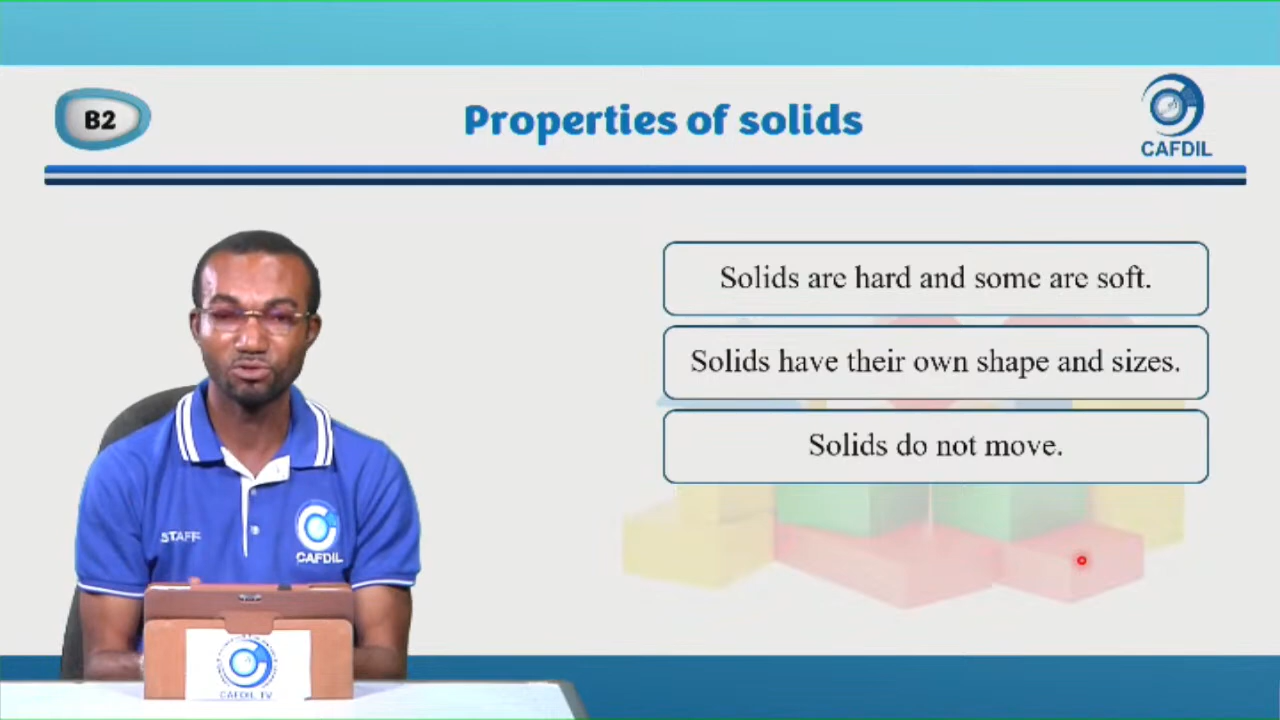 B2
Properties of solids
CAFDIL
Solids are hard and some are soft.
Solids have their own shape and sizes.
Solids do not move.
STAFF
CAFDIL
CAFDIL TV